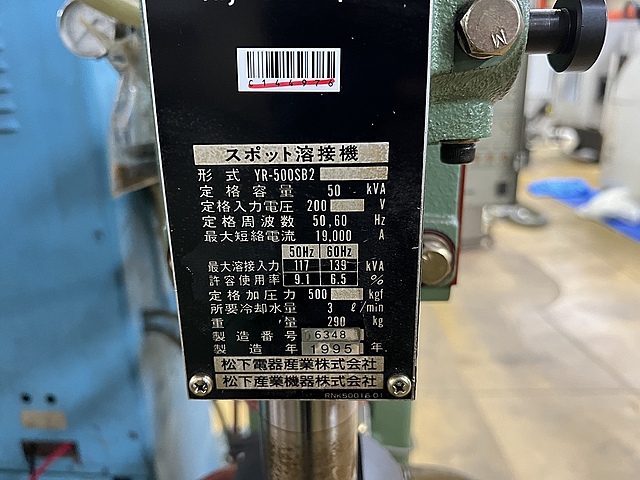 C144976
スポット溶接機
形式 YR-500SB2
定格容量 50 kVA
定格入力電圧 200 V
定格周波数 50,60 Hz
最大短絡電流 19,000 A
50Hz 60Hz
最大溶接入力 117 139 kVA
許容使用率 9.1 6.5 %
定格加圧力 500 kgf
所要冷却水量 3 ℓ/min
重量 290 kg
製造番号 6348
製造年 1995 年
松下電器産業株式会社
松下産業機器株式会社